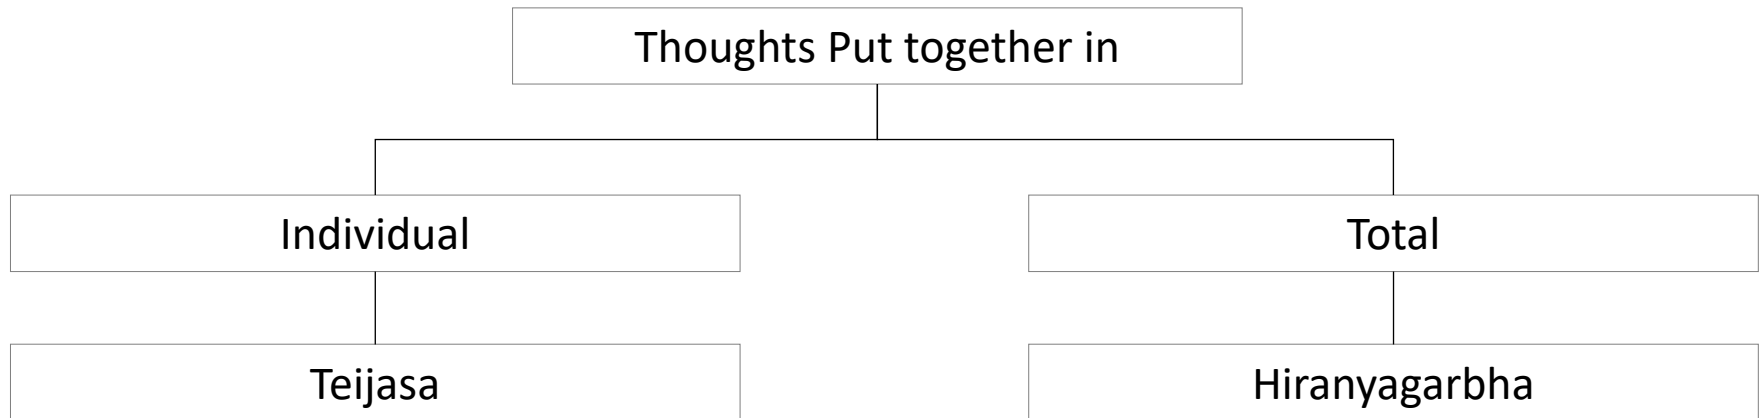 Thoughts Put together in
Individual
Total
Teijasa
Hiranyagarbha